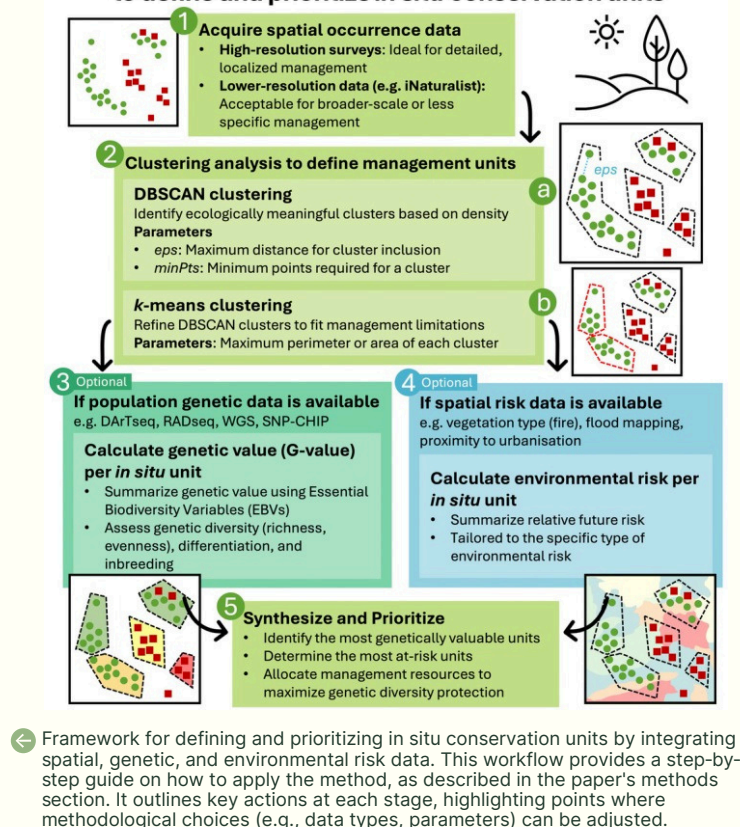 to define and prioritize in situ conservation units
1
Acquire spatial occurrence data
• High-resolution surveys: Ideal for detailed,
localized management
• Lower-resolution data (e.g. iNaturalist):
Acceptable for broader-scale or less
specific management
2
Clustering analysis to define management units
DBSCAN clustering
Identify ecologically meaningful clusters based on density
Parameters
• eps: Maximum distance for cluster inclusion
• minPts: Minimum points required for a cluster
a
eps
k-means clustering
Refine DBSCAN clusters to fit management limitations
Parameters: Maximum perimeter or area of each cluster
b
3 Optional
If population genetic data is available
e.g. DArTseq, RADseq, WGS, SNP-CHIP
Calculate genetic value (G-value)
per in situ unit
• Summarize genetic value using Essential
Biodiversity Variables (EBVs)
• Assess genetic diversity (richness,
evenness), differentiation, and
inbreeding
4 Optional
If spatial risk data is available
e.g. vegetation type (fire), flood mapping,
proximity to urbanisation
Calculate environmental risk per
in situ unit
• Summarize relative future risk
• Tailored to the specific type of
environmental risk
5
Synthesize and Prioritize
• Identify the most genetically valuable units
• Determine the most at-risk units
• Allocate management resources to
maximize genetic diversity protection
Framework for defining and prioritizing in situ conservation units by integrating
spatial, genetic, and environmental risk data. This workflow provides a step-by-
step guide on how to apply the method, as described in the paper's methods
section. It outlines key actions at each stage, highlighting points where
methodological choices (e.g., data types, parameters) can be adjusted.